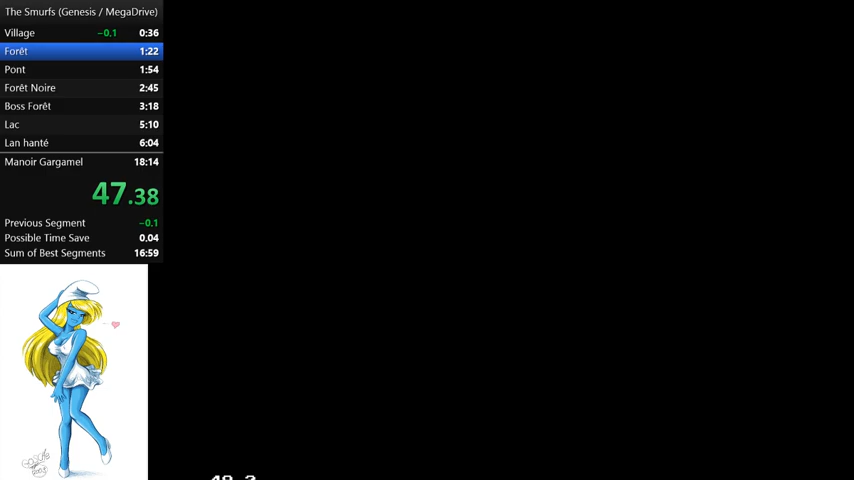 The Smurfs (Genesis / MegaDrive)
Village −0.1 0:36
Forêt 1:22
Pont 1:54
Forêt Noire 2:45
Boss Forêt 3:18
Lac 5:10
Lan hanté 6:04
Manoir Gargamel 18:14
47.38
Previous Segment −0.1
Possible Time Save 0.04
Sum of Best Segments 16:59